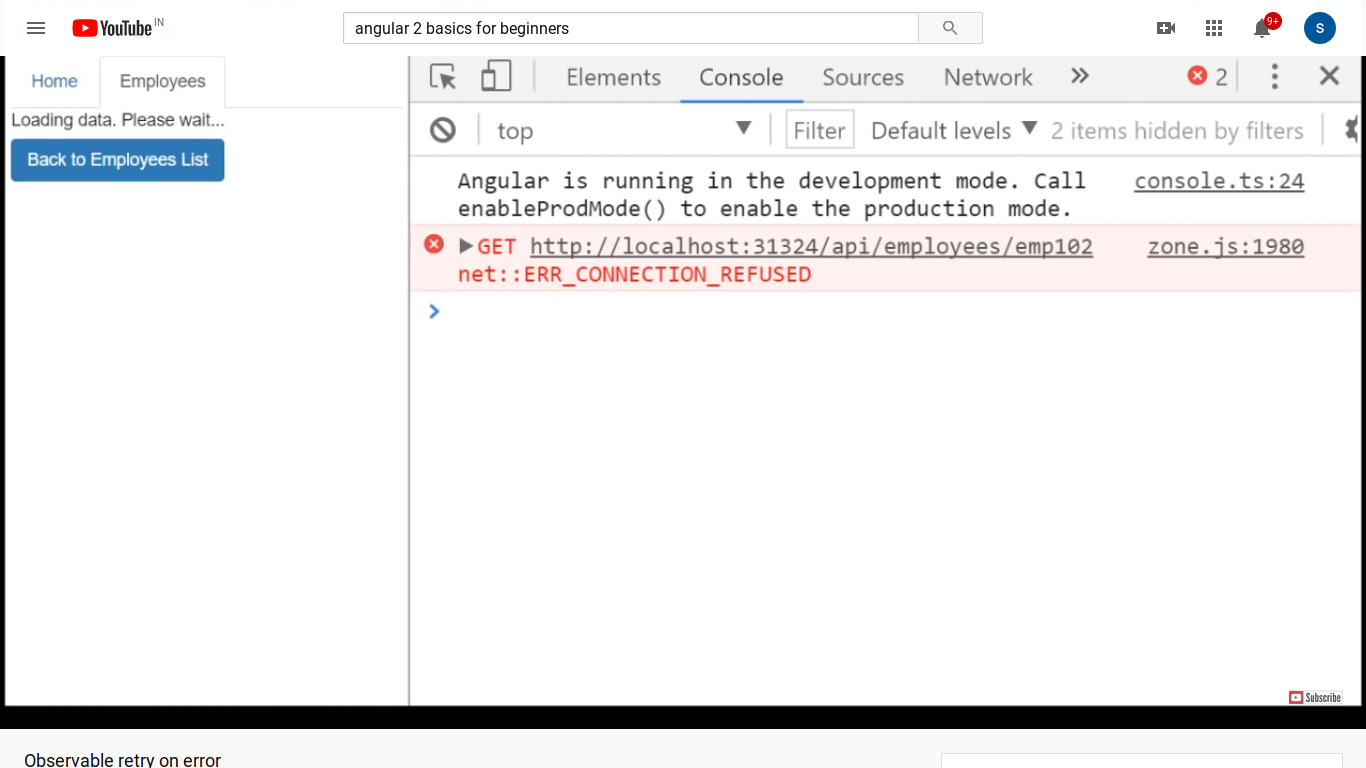 YouTube IN
angular 2 basics for beginners
9+
S
Home Employees
Loading data. Please wait...
Back to Employees List
Elements Console Sources Network 2
top Filter Default levels 2 items hidden by filters
Angular is running in the development mode. Call console.ts:24
enableProdMode() to enable the production mode.
GET http://localhost:31324/api/employees/emp102 zone.js:1980
net::ERR_CONNECTION_REFUSED
Subscribe
Observable retry on error